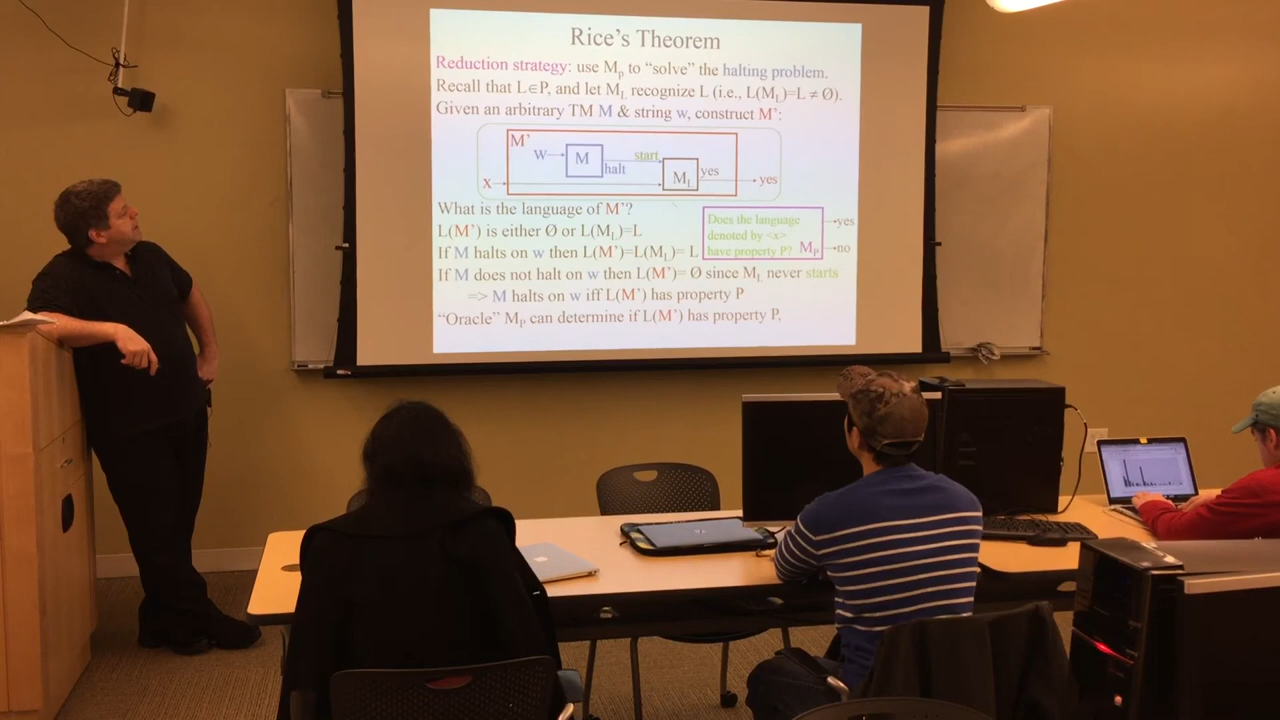 Rice's Theorem
Reduction strategy: use Mp to “solve” the halting problem.
Recall that L∈P, and let ML recognize L (i.e., L(ML)=L ≠ Ø).
Given an arbitrary TM M & string w, construct M’:
M’
w
M
halt
start
x
ML
yes
yes
What is the language of M’?
L(M’) is either Ø or L(ML)=L
If M halts on w then L(M’)=L(ML)= L
Does the language
denoted by <x>
have property P? MP
yes
no
If M does not halt on w then L(M’)= Ø since ML never starts
=> M halts on w iff L(M’) has property P
“Oracle” MP can determine if L(M’) has property P,